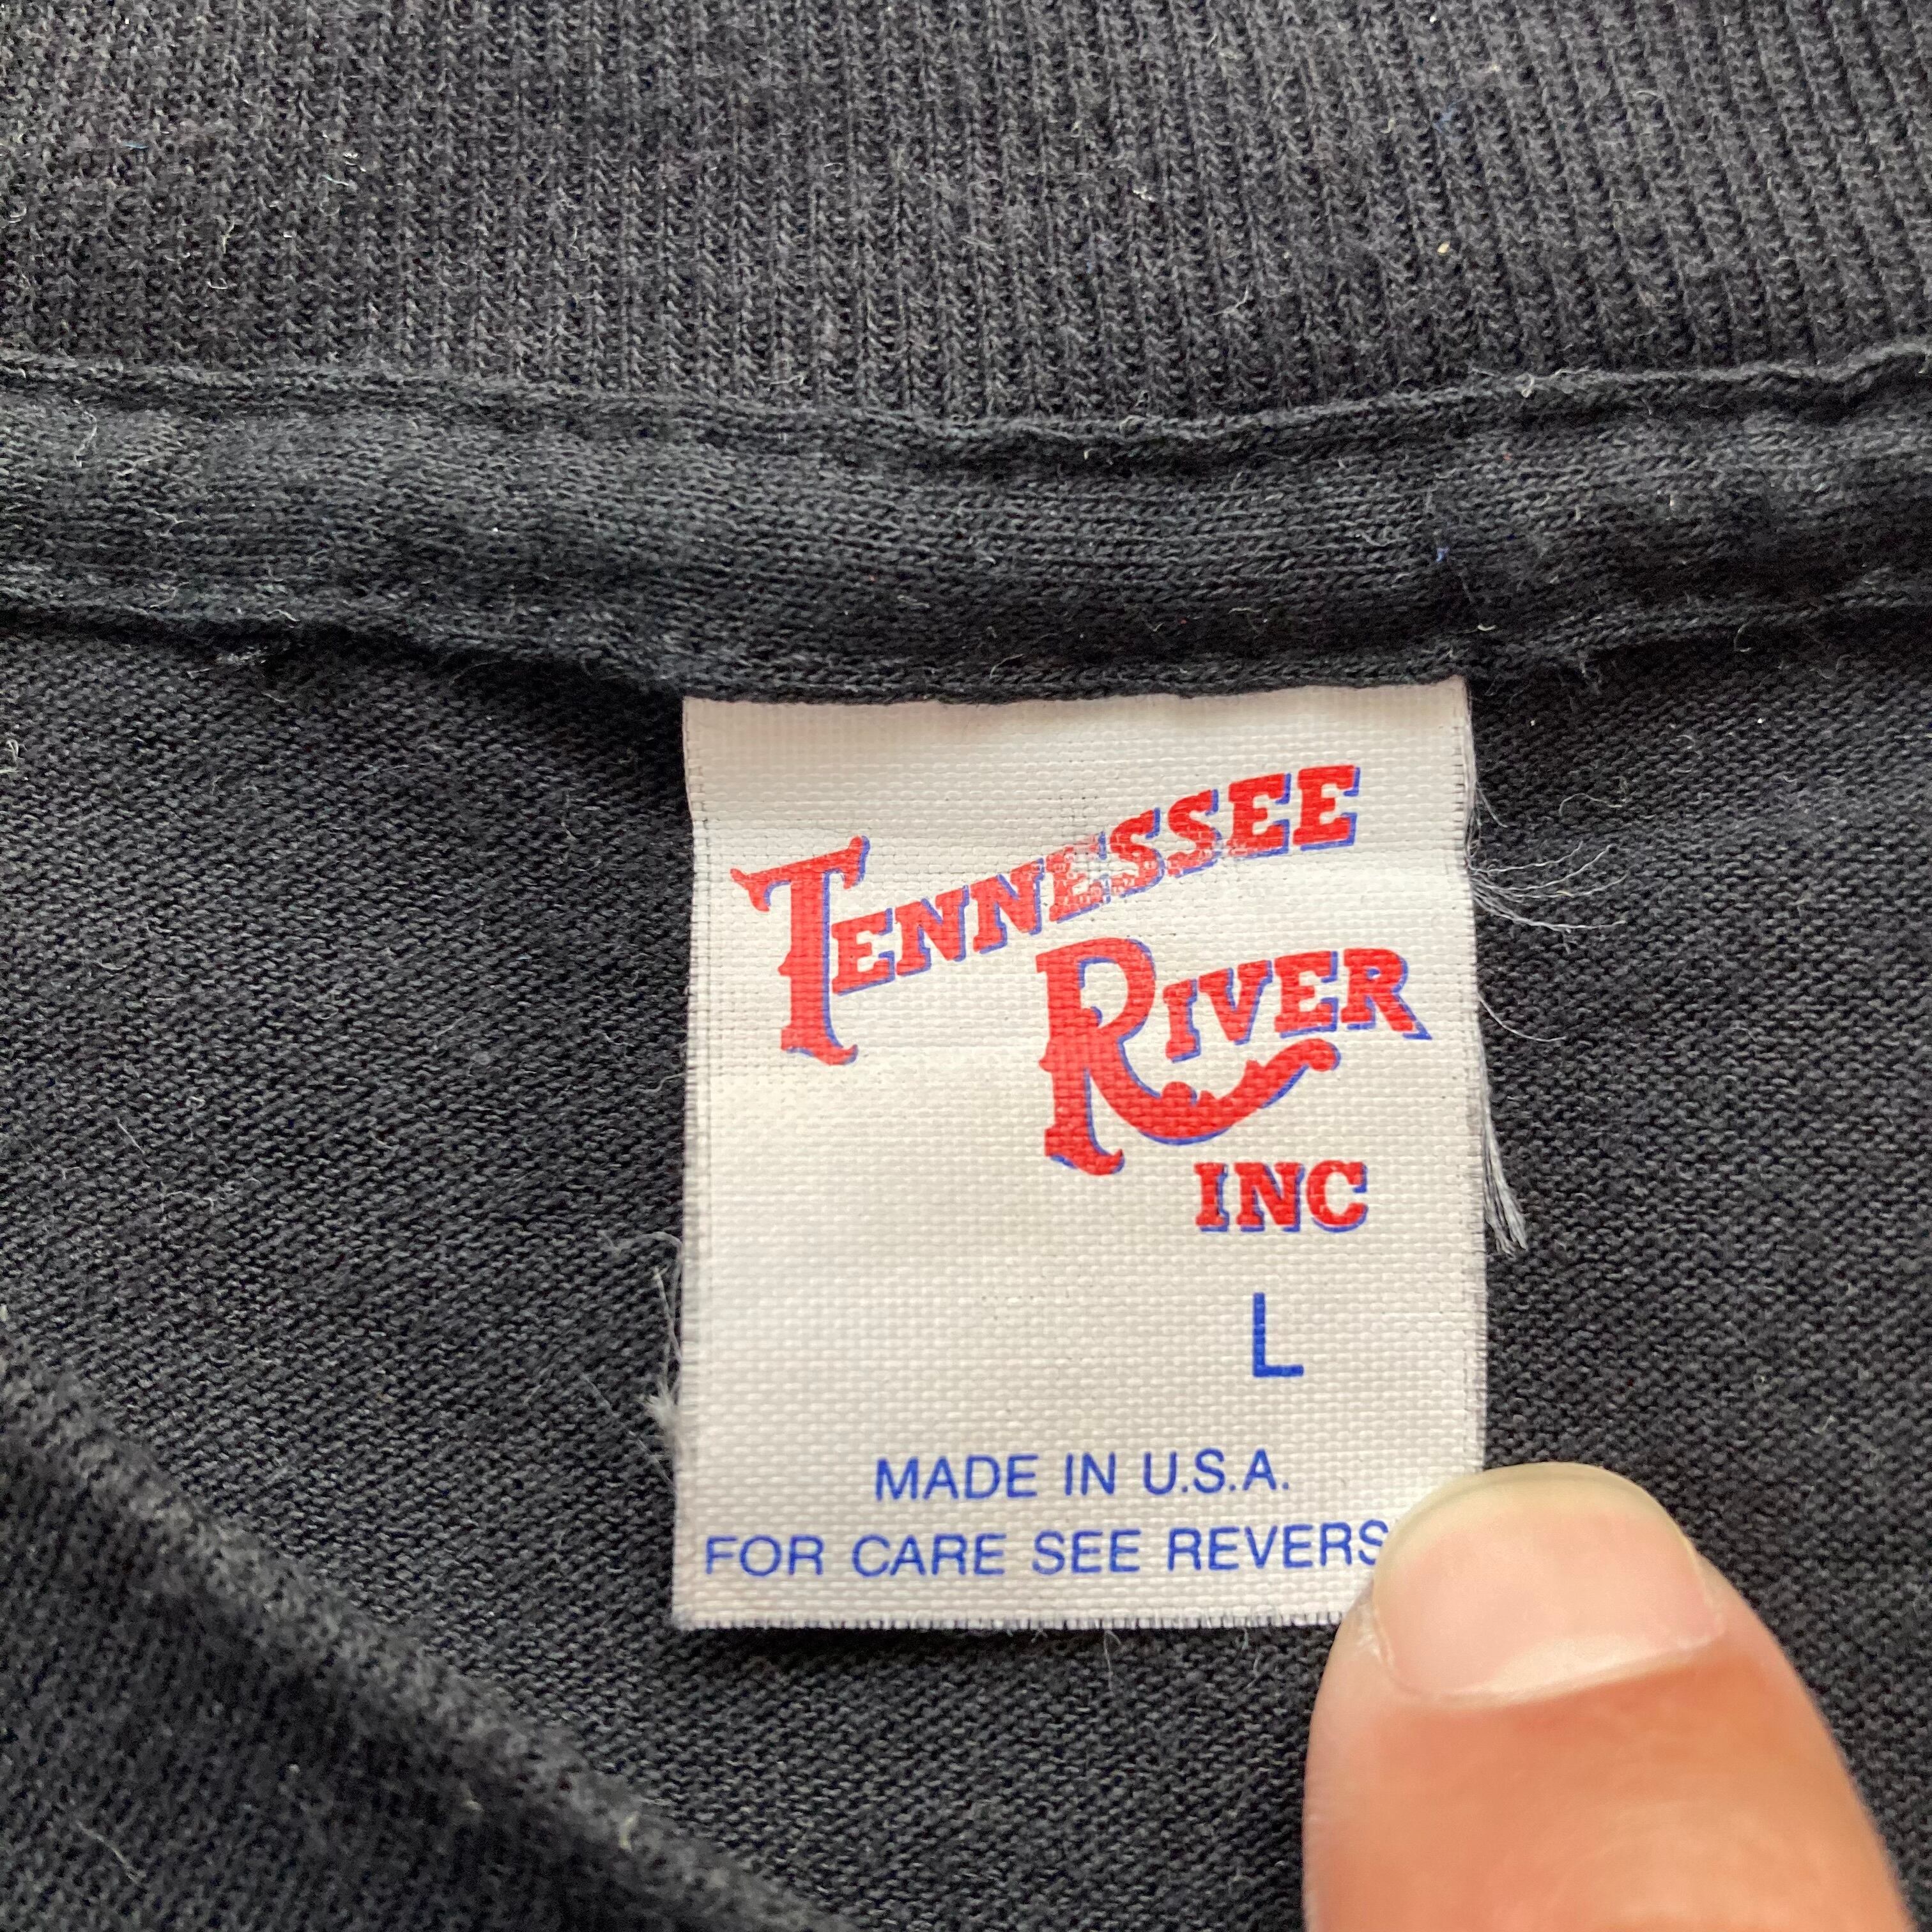 TENNESSEE
RIVER
INC
L
MADE IN U.S.A.
FOR CARE SEE REVERS